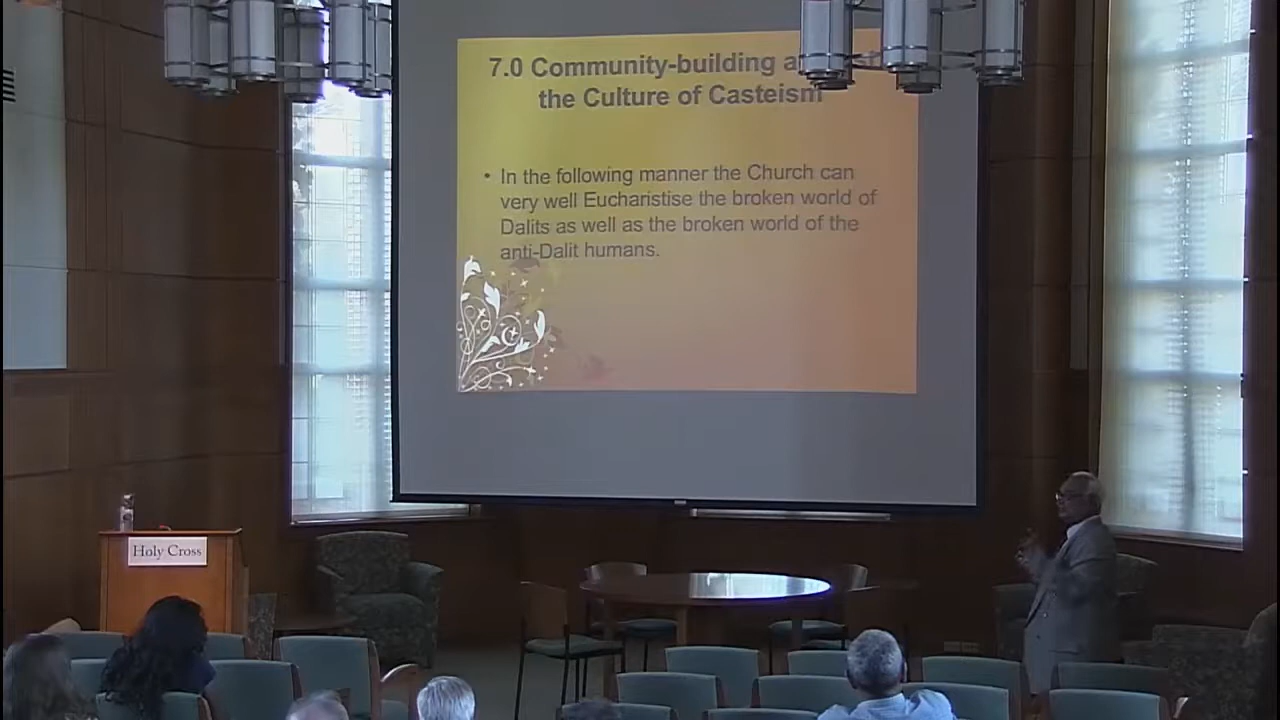 7.0 Community-building
the Culture of Casteism
• In the following manner the Church can
very well Eucharistise the broken world of
Dalits as well as the broken world of the
anti-Dalit humans.
Holy Cross